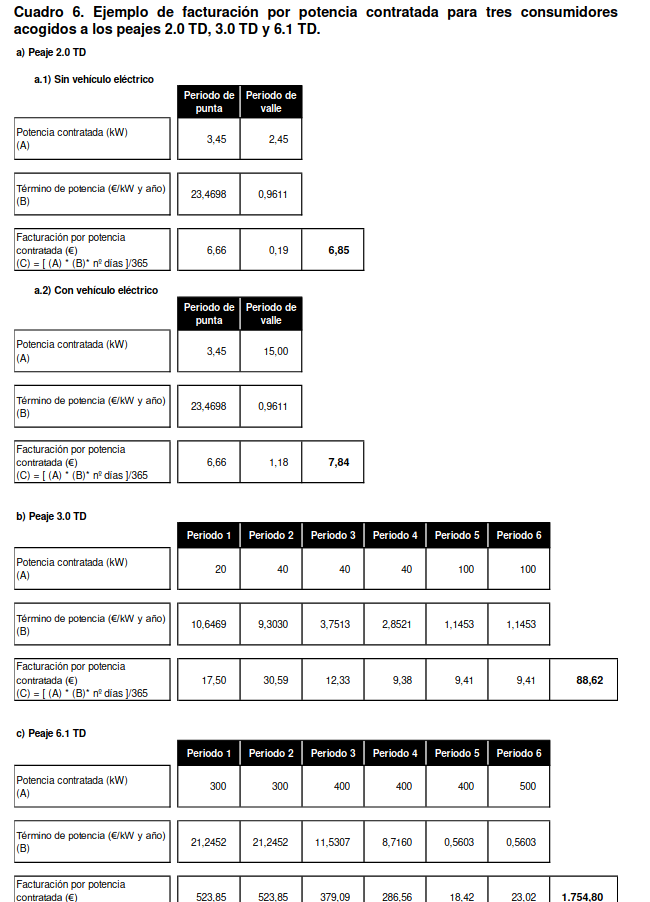 Cuadro 6. Ejemplo de facturación por potencia contratada para tres consumidores
acogidos a los peajes 2.0 TD, 3.0 TD y 6.1 TD.
a) Peaje 2.0 TD
a.1) Sin vehículo eléctrico
Periodo de punta Periodo de valle
Potencia contratada (kW)
(A) 3,45 2,45
Término de potencia (€/kW y año)
(B) 23,4698 0,9611
Facturación por potencia
contratada (€) 6,66 0,19 6,85
(C) = [ (A) * (B)* nº días ]/365
a.2) Con vehículo eléctrico
Periodo de punta Periodo de valle
Potencia contratada (kW)
(A) 3,45 15,00
Término de potencia (€/kW y año)
(B) 23,4698 0,9611
Facturación por potencia
contratada (€) 6,66 1,18 7,84
(C) = [ (A) * (B)* nº días ]/365
b) Peaje 3.0 TD
Periodo 1 Periodo 2 Periodo 3 Periodo 4 Periodo 5 Periodo 6
Potencia contratada (kW)
(A) 20 40 40 40 100 100
Término de potencia (€/kW y año)
(B) 10,6469 9,3030 3,7513 2,8521 1,1453 1,1453
Facturación por potencia
contratada (€) 17,50 30,59 12,33 9,38 9,41 9,41 88,62
(C) = [ (A) * (B)* nº días ]/365
c) Peaje 6.1 TD
Periodo 1 Periodo 2 Periodo 3 Periodo 4 Periodo 5 Periodo 6
Potencia contratada (kW)
(A) 300 300 400 400 400 500
Término de potencia (€/kW y año)
(B) 21,2452 21,2452 11,5307 8,7160 0,5603 0,5603
Facturación por potencia
contratada (€) 523,85 523,85 379,09 286,56 18,42 23,02 1.754,80